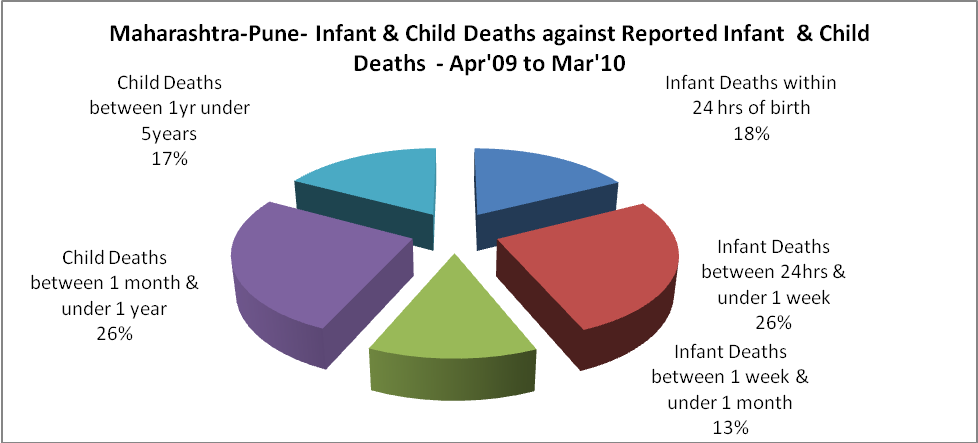 Maharashtra-Pune- Infant & Child Deaths against Reported Infant & Child
Deaths - Apr'09 to Mar'10
Child Deaths
between 1yr under
5years
17%
Infant Deaths within
24 hrs of birth
18%
Child Deaths
between 1 month &
under 1 year
26%
Infant Deaths
between 24hrs &
under 1 week
26%
Infant Deaths
between 1 week &
under 1 month
13%